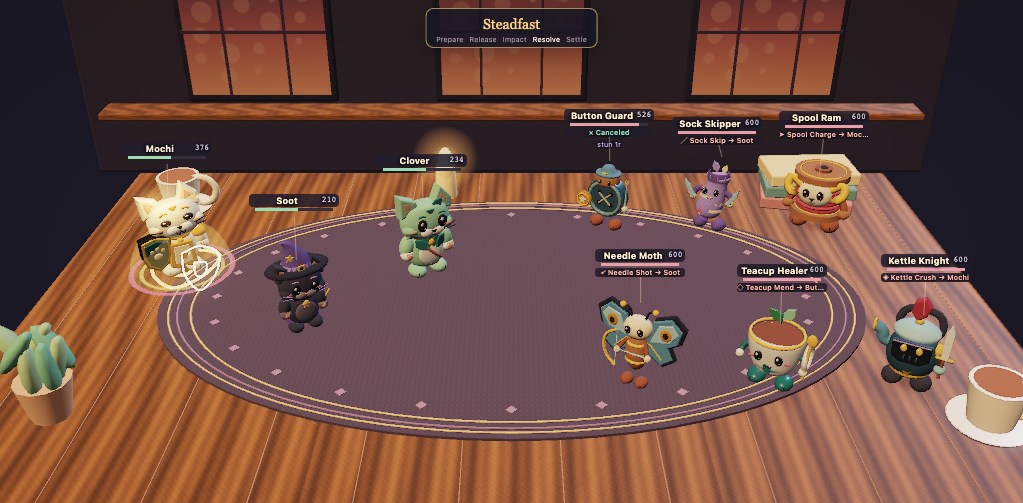 Steadfast
Prepare Release Impact Resolve Settle
Button Guard 526
× Canceled
stun 1r
Sock Skipper 600
Sock Skip → Soot
Spool Ram 600
Spool Charge → Moc...
Mochi 376
Clover 234
Soot 210
Needle Moth 600
Needle Shot → Soot
Teacup Healer 600
Teacup Mend → But...
Kettle Knight 600
Kettle Crush → Mochi